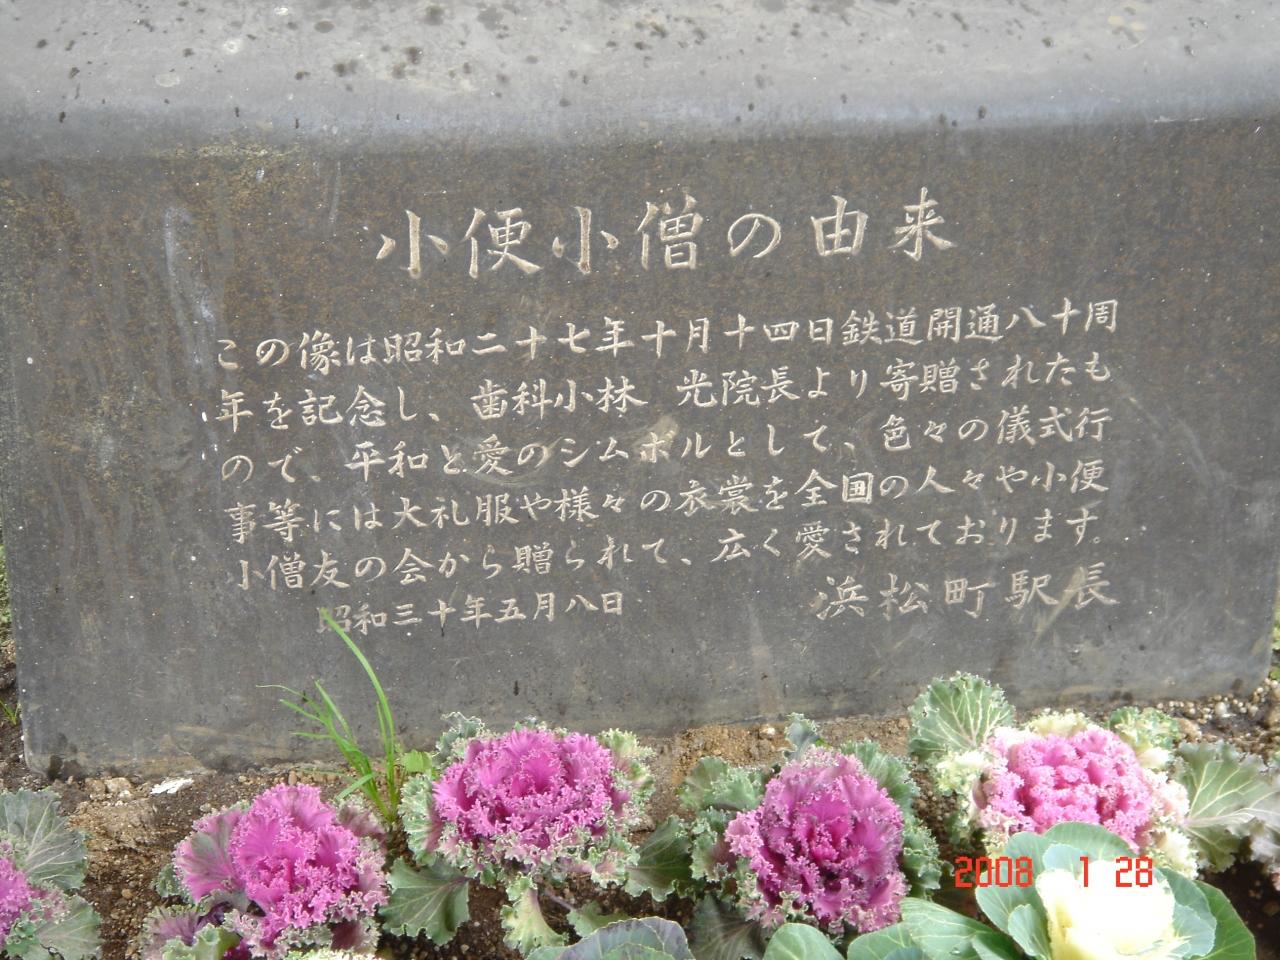 小便小僧の由来
この像は昭和二十七年十月十四日鉄道開通八十周
年を記念し、歯科小林 光院長より寄贈されたも
ので、平和と愛のシムボルとして、色々の儀式行
事等には大礼服や様々の衣裳を全国の人々や小便
小僧友の会から贈られて、広く愛されております。
昭和三十年五月八日 浜松町駅長
2008 1 28